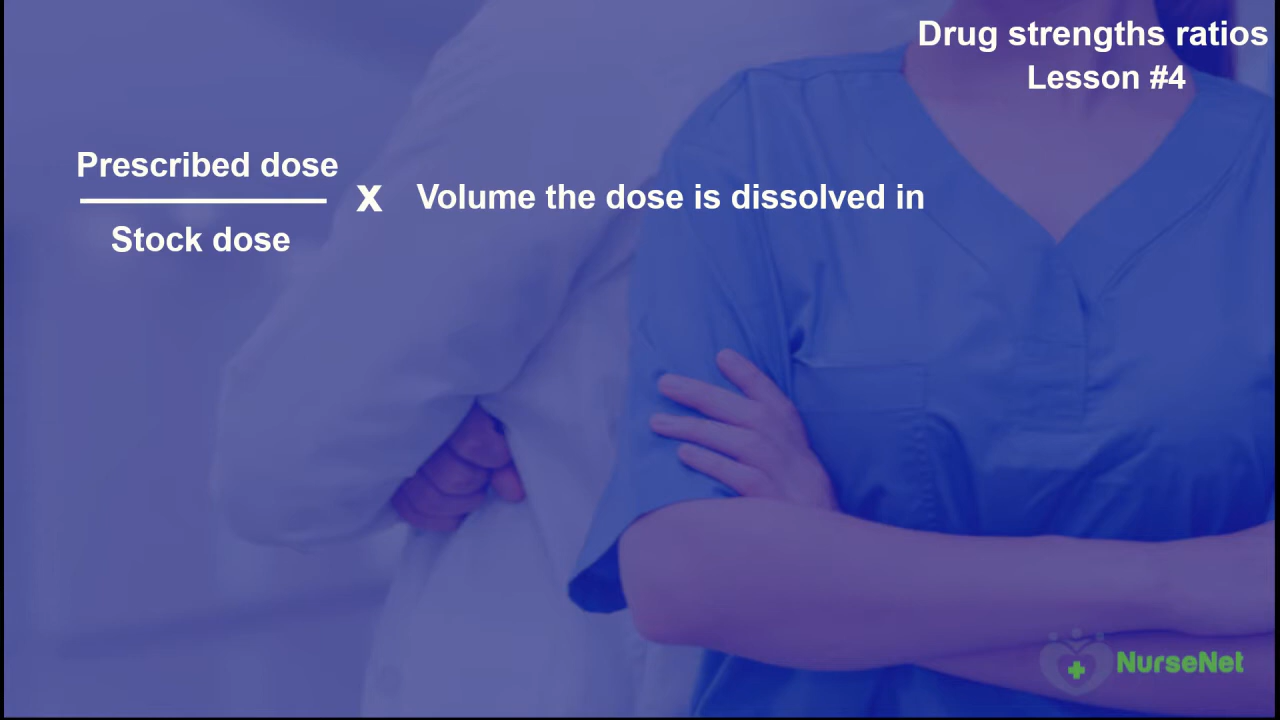 Drug strengths ratios
Lesson #4
Prescribed dose
Stock dose
x
Volume the dose is dissolved in
NurseNet